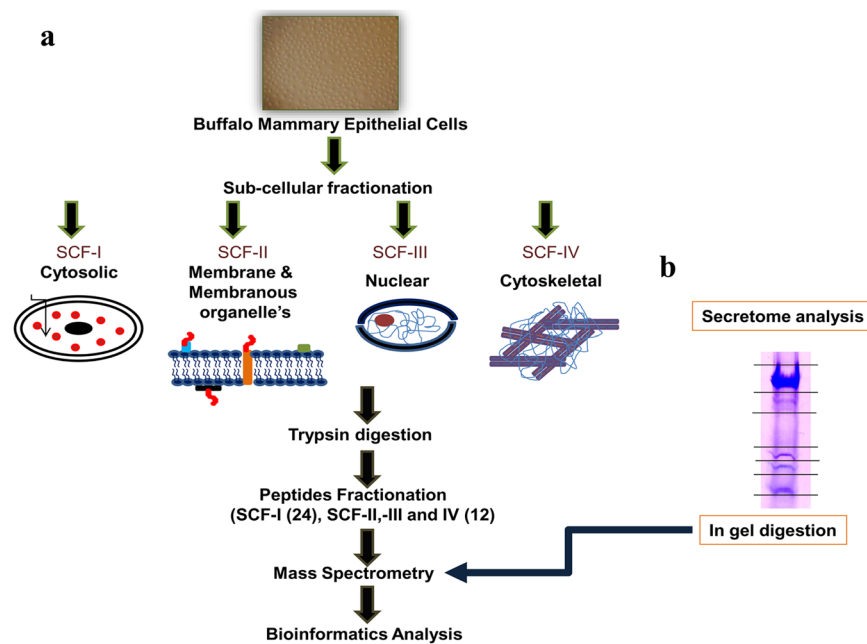 a
Buffalo Mammary Epithelial Cells
Sub-cellular fractionation
SCF-I
Cytosolic
SCF-II
Membrane &
Membranous
organelle’s
SCF-III
Nuclear
SCF-IV
Cytoskeletal
Trypsin digestion
Peptides Fractionation
(SCF-I (24), SCF-II,-III and IV (12)
Mass Spectrometry
Bioinformatics Analysis
b
Secretome analysis
In gel digestion